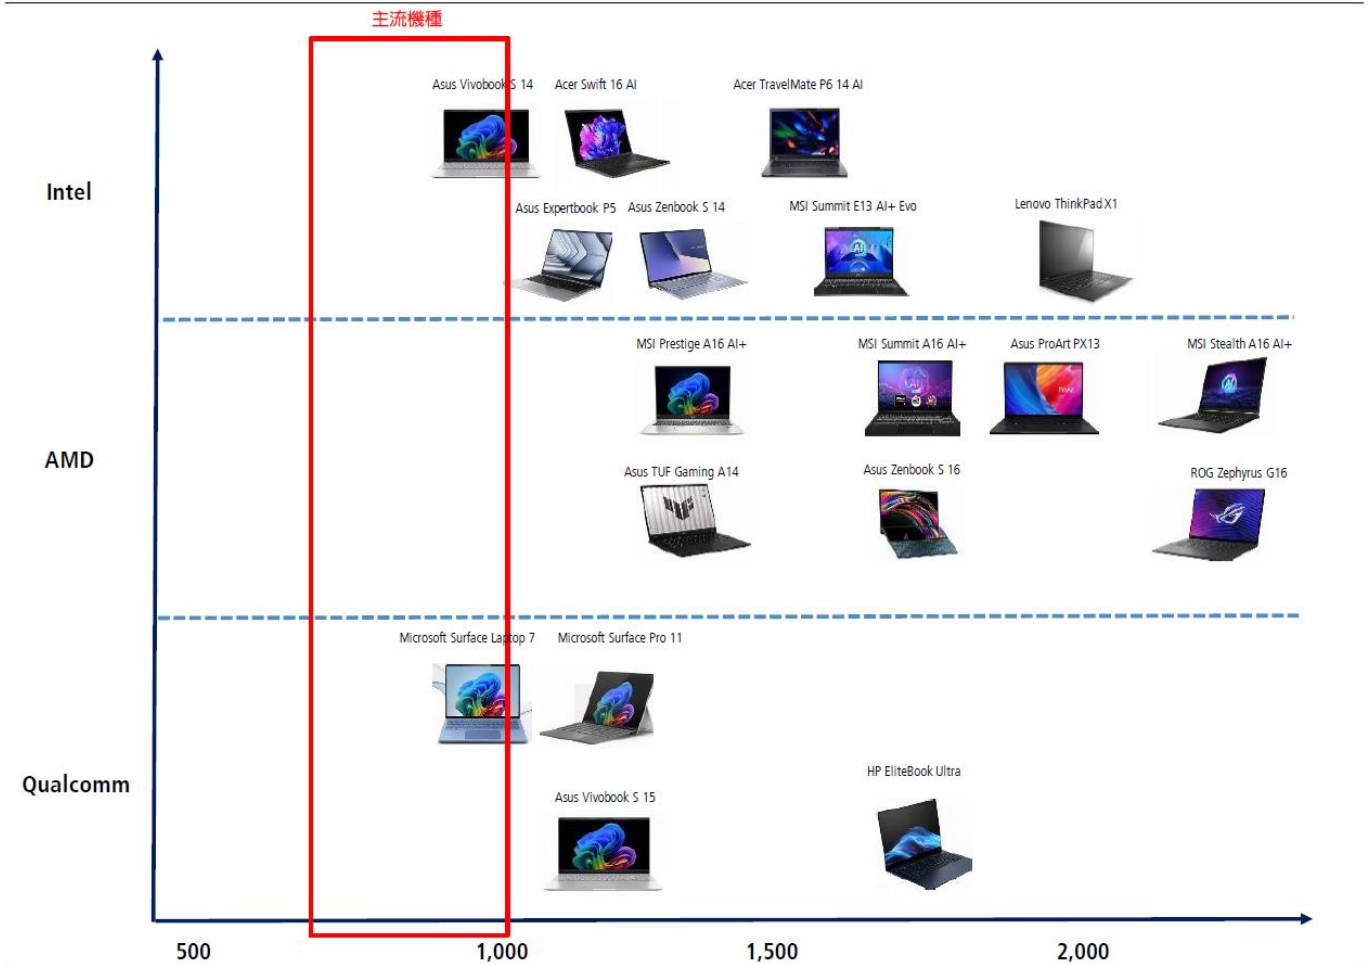 主流機種
Asus Vivobook S 14
Acer Swift 16 AI
Acer TravelMate P6 14 AI
Intel
Asus Expertbook P5
Asus Zenbook S 14
MSI Summit E13 AI+ Evo
Lenovo ThinkPad X1
MSI Prestige A16 AI+
MSI Summit A16 AI+
Asus ProArt PX13
MSI Stealth A16 AI+
AMD
Asus TUF Gaming A14
Asus Zenbook S 16
ROG Zephyrus G16
Microsoft Surface Laptop 7
Microsoft Surface Pro 11
Qualcomm
HP EliteBook Ultra
Asus Vivobook S 15
500
1,000
1,500
2,000